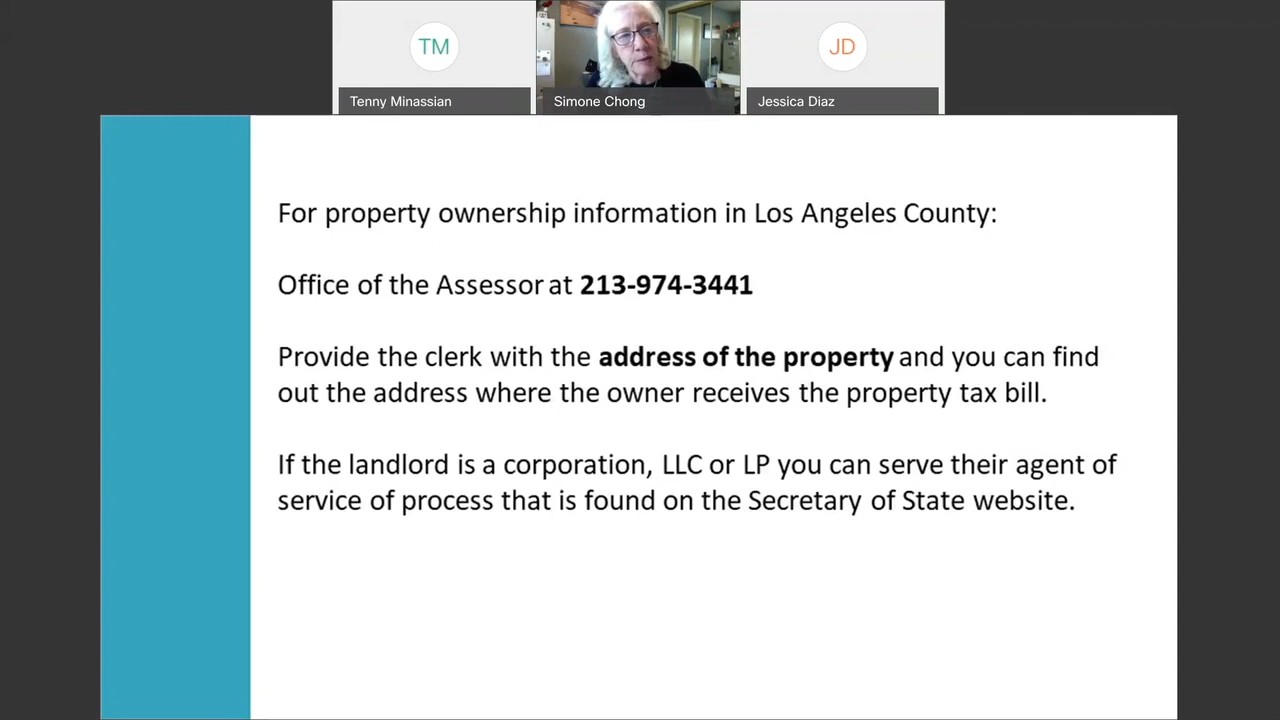 TM
JD
Tenny Minassian
Simone Chong
Jessica Diaz
For property ownership information in Los Angeles County:
Office of the Assessor at 213-974-3441
Provide the clerk with the address of the property and you can find
out the address where the owner receives the property tax bill.
If the landlord is a corporation, LLC or LP you can serve their agent of
service of process that is found on the Secretary of State website.